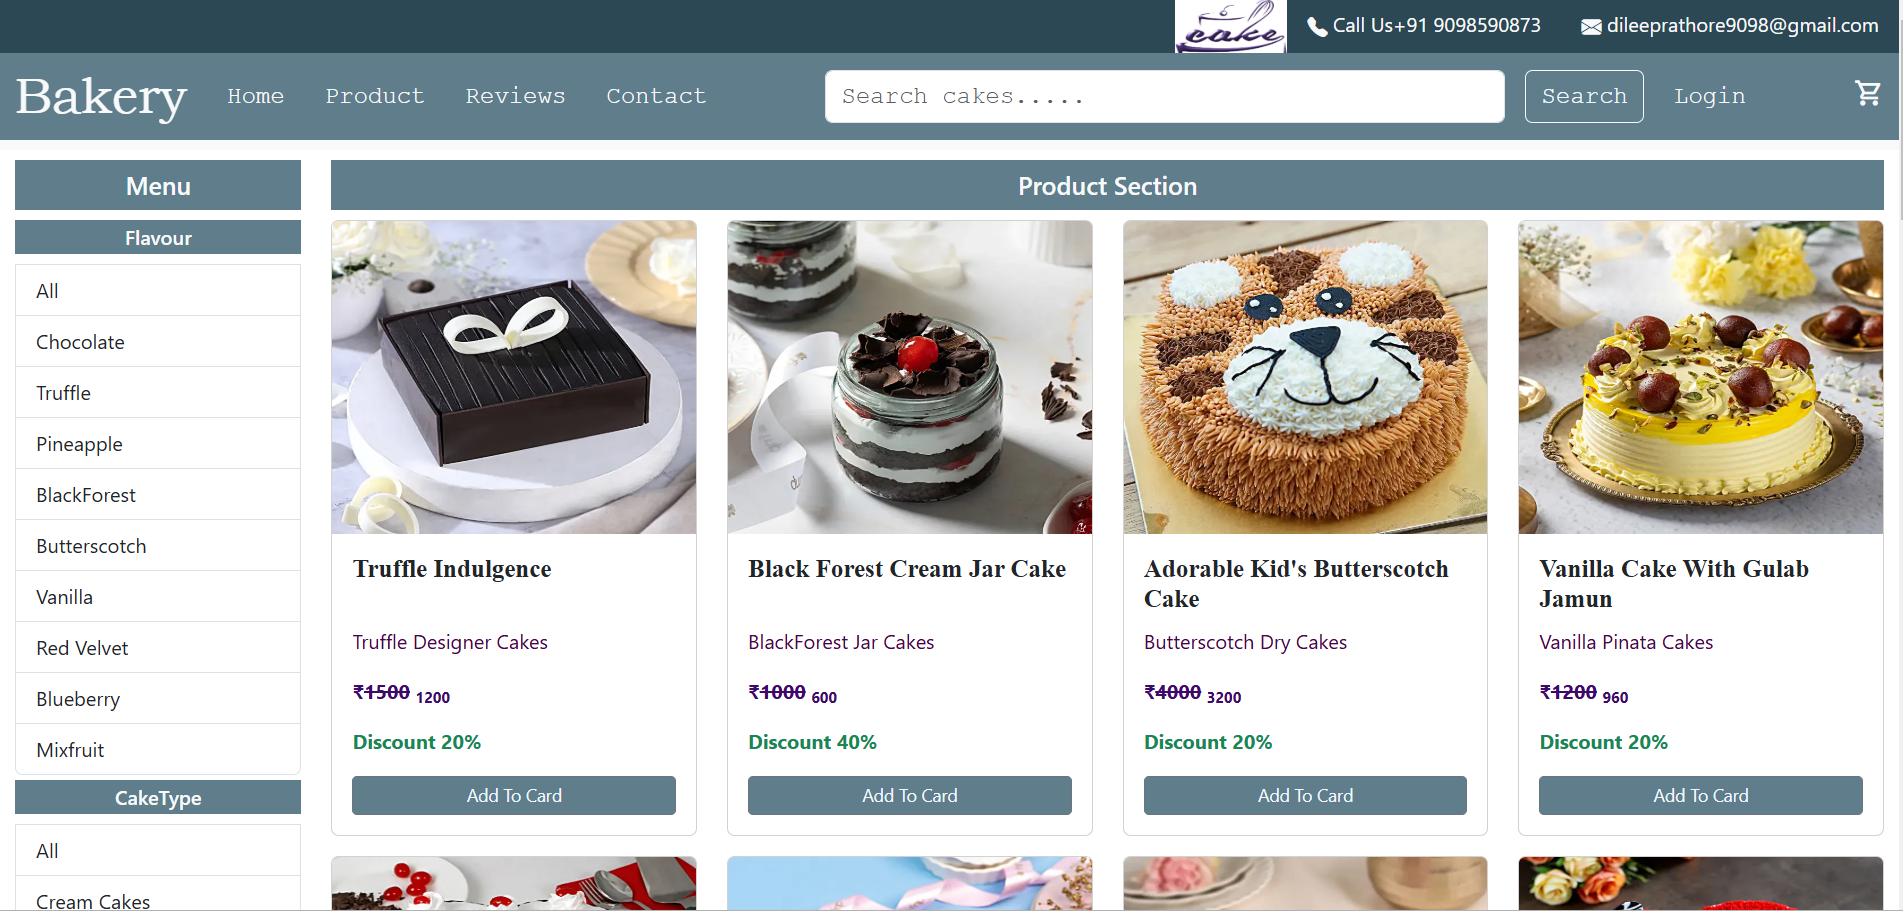 cake
Call Us+91 9098590873
dileeprathore9098@gmail.com
Bakery
Home
Product
Reviews
Contact
Search cakes.....
Search
Login
Menu
Flavour
All
Chocolate
Truffle
Pineapple
BlackForest
Butterscotch
Vanilla
Red Velvet
Blueberry
Mixfruit
CakeType
All
Cream Cakes
Product Section
Truffle Indulgence
Truffle Designer Cakes
₹1500 1200
Discount 20%
Add To Card
Black Forest Cream Jar Cake
BlackForest Jar Cakes
₹1000 600
Discount 40%
Add To Card
Adorable Kid's Butterscotch
Cake
Butterscotch Dry Cakes
₹4000 3200
Discount 20%
Add To Card
Vanilla Cake With Gulab
Jamun
Vanilla Pinata Cakes
₹1200 960
Discount 20%
Add To Card